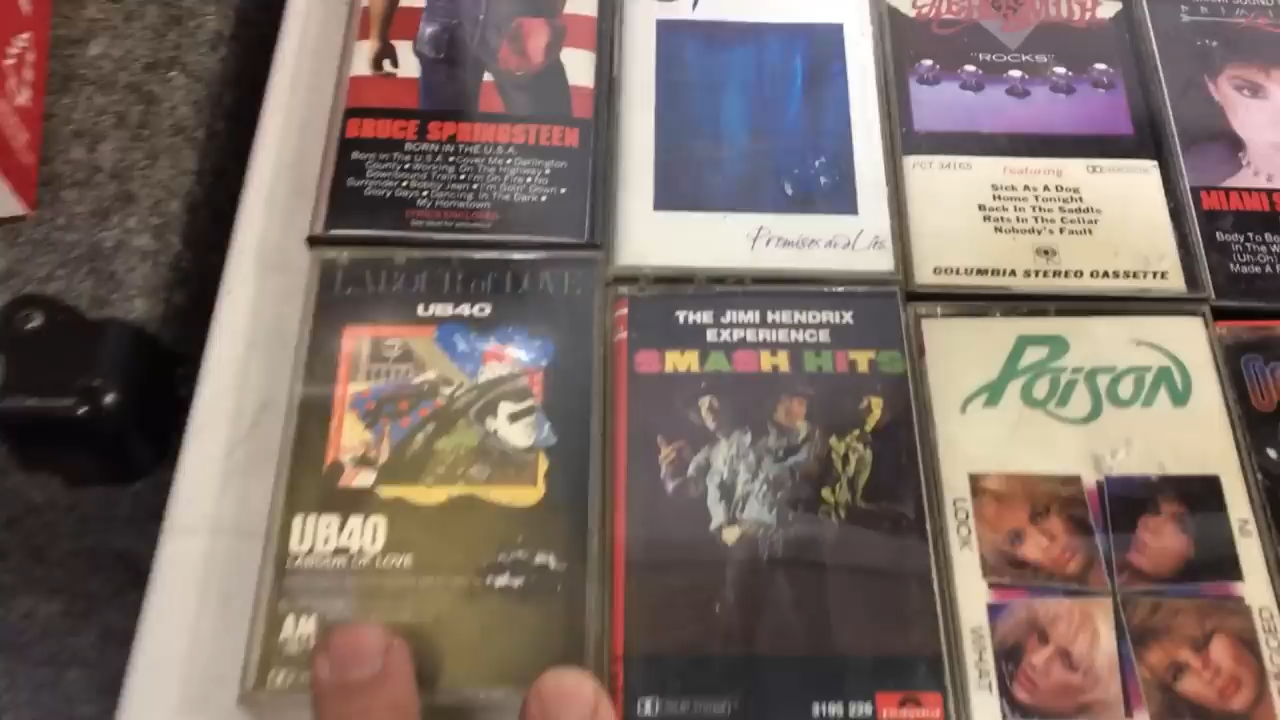 BRUCE SPRINGSTEEN
BORN IN THE U.S.A.
Born In The U.S.A. • Cover Me • Darlington
County • Working On The Highway •
Downbound Train • I'm On Fire • No
Surrender • Bobby Jean • I'm Goin' Down •
Glory Days • Dancing In The Dark •
My Hometown
LYRICS ENCLOSED
Promises and Lies
"ROCKS"
PCT 34165
featuring
Sick As A Dog
Home Tonight
Back In The Saddle
Rats In The Cellar
Nobody's Fault
COLUMBIA STEREO CASSETTE
MIAMI
Body To
In The
(Uh-Oh)
Made A
LABOUR of LOVE
UB40
UB40
LABOUR OF LOVE
THE JIMI HENDRIX
EXPERIENCE
SMASH HITS
POISON
LOOK
WHAT